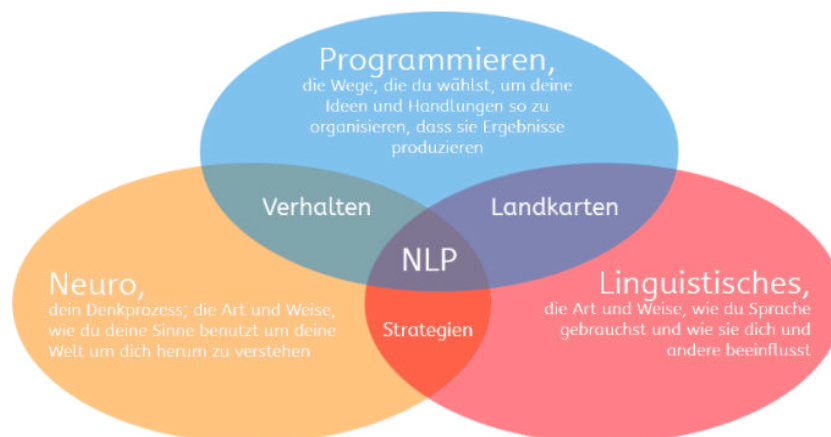 Programmieren,
die Wege, die du wählst, um deine
Ideen und Handlungen so zu
organisieren, dass sie Ergebnisse
produzieren
Verhalten
Landkarten
NLP
Neuro,
dein Denkprozess; die Art und Weise,
wie du deine Sinne benutzt um deine
Welt um dich herum zu verstehen
Linguistisches,
die Art und Weise, wie du Sprache
gebrauchst und wie sie dich und
andere beeinflusst
Strategien